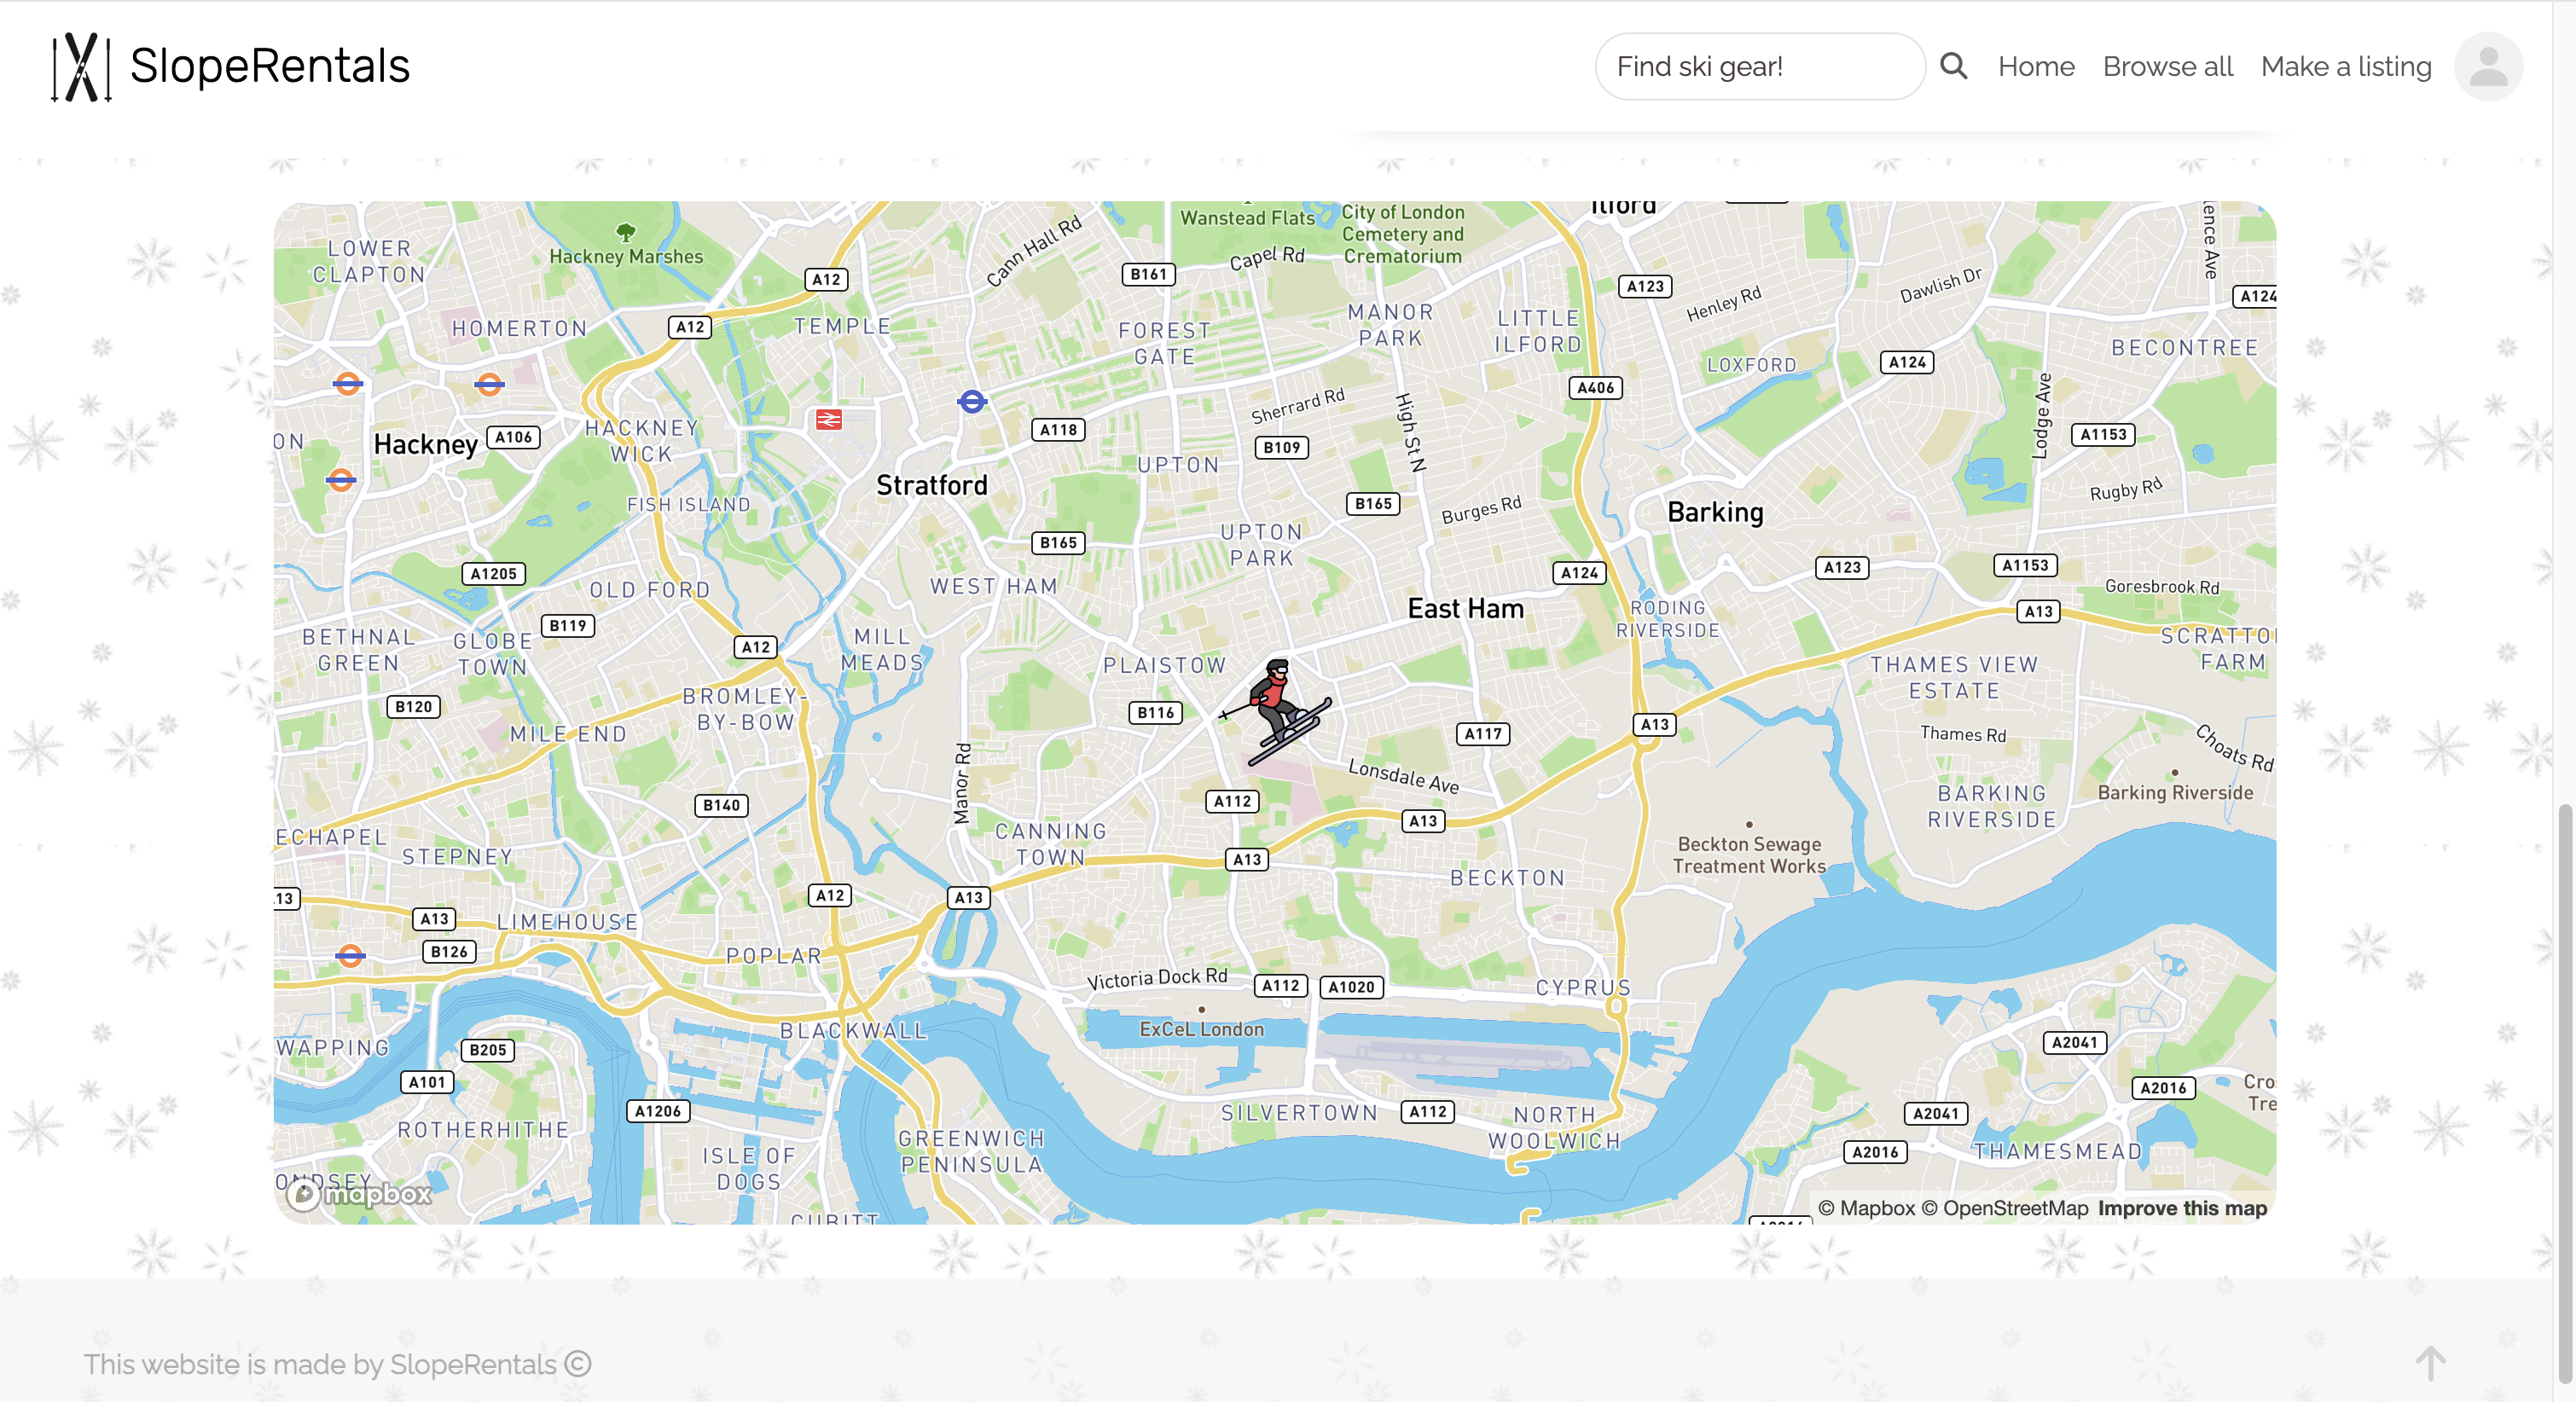 SlopeRentals
Find ski gear!
Home
Browse all
Make a listing
Wanstead Flats
City of London
Cemetery and
Crematorium
Ilford
LOWER
CLAPTON
Hackney Marshes
Cann Hall Rd
Capel Rd
B161
A12
A123
Henley Rd
Dawlish Dr
A124
HOMERTON
A12
TEMPLE
FOREST
GATE
MANOR
PARK
LITTLE
ILFORD
LOXFORD
A124
BECONTREE
A406
Sherrard Rd
High St N
Lodge Ave
HACKNEY
WICK
Hackney
A106
A118
B109
A1153
UPTON
Stratford
FISH ISLAND
B165
Burges Rd
Barking
Rugby Rd
UPTON
PARK
B165
A1205
OLD FORD
WEST HAM
A124
A123
A1153
Goresbrook Rd
East Ham
RODING
RIVERSIDE
A13
B119
BETHNAL
GREEN
GLOBE
TOWN
A12
MILL
MEADS
PLAISTOW
THAMES VIEW
ESTATE
FARM
B120
BROMLEY-
BY-BOW
B116
MILE END
A117
A13
Thames Rd
Choats Rd
Manor Rd
Lonsdale Ave
B140
A112
A13
BARKING
RIVERSIDE
Barking Riverside
CANNING
TOWN
Beckton Sewage
Treatment Works
ECHAPEL
STEPNEY
A13
BECKTON
A12
A13
A13
LIMEHOUSE
B126
POPLAR
Victoria Dock Rd
A112
A1020
CYPRUS
ExCeL London
BLACKWALL
WAPPING
B205
A2041
A101
A2016
A1206
SILVERTOWN
A112
NORTH
WOOLWICH
A2041
ROTHERHITHE
GREENWICH
PENINSULA
ISLE OF
DOGS
A2016
THAMESMEAD
mapbox
© Mapbox © OpenStreetMap Improve this map
This website is made by SlopeRentals ©